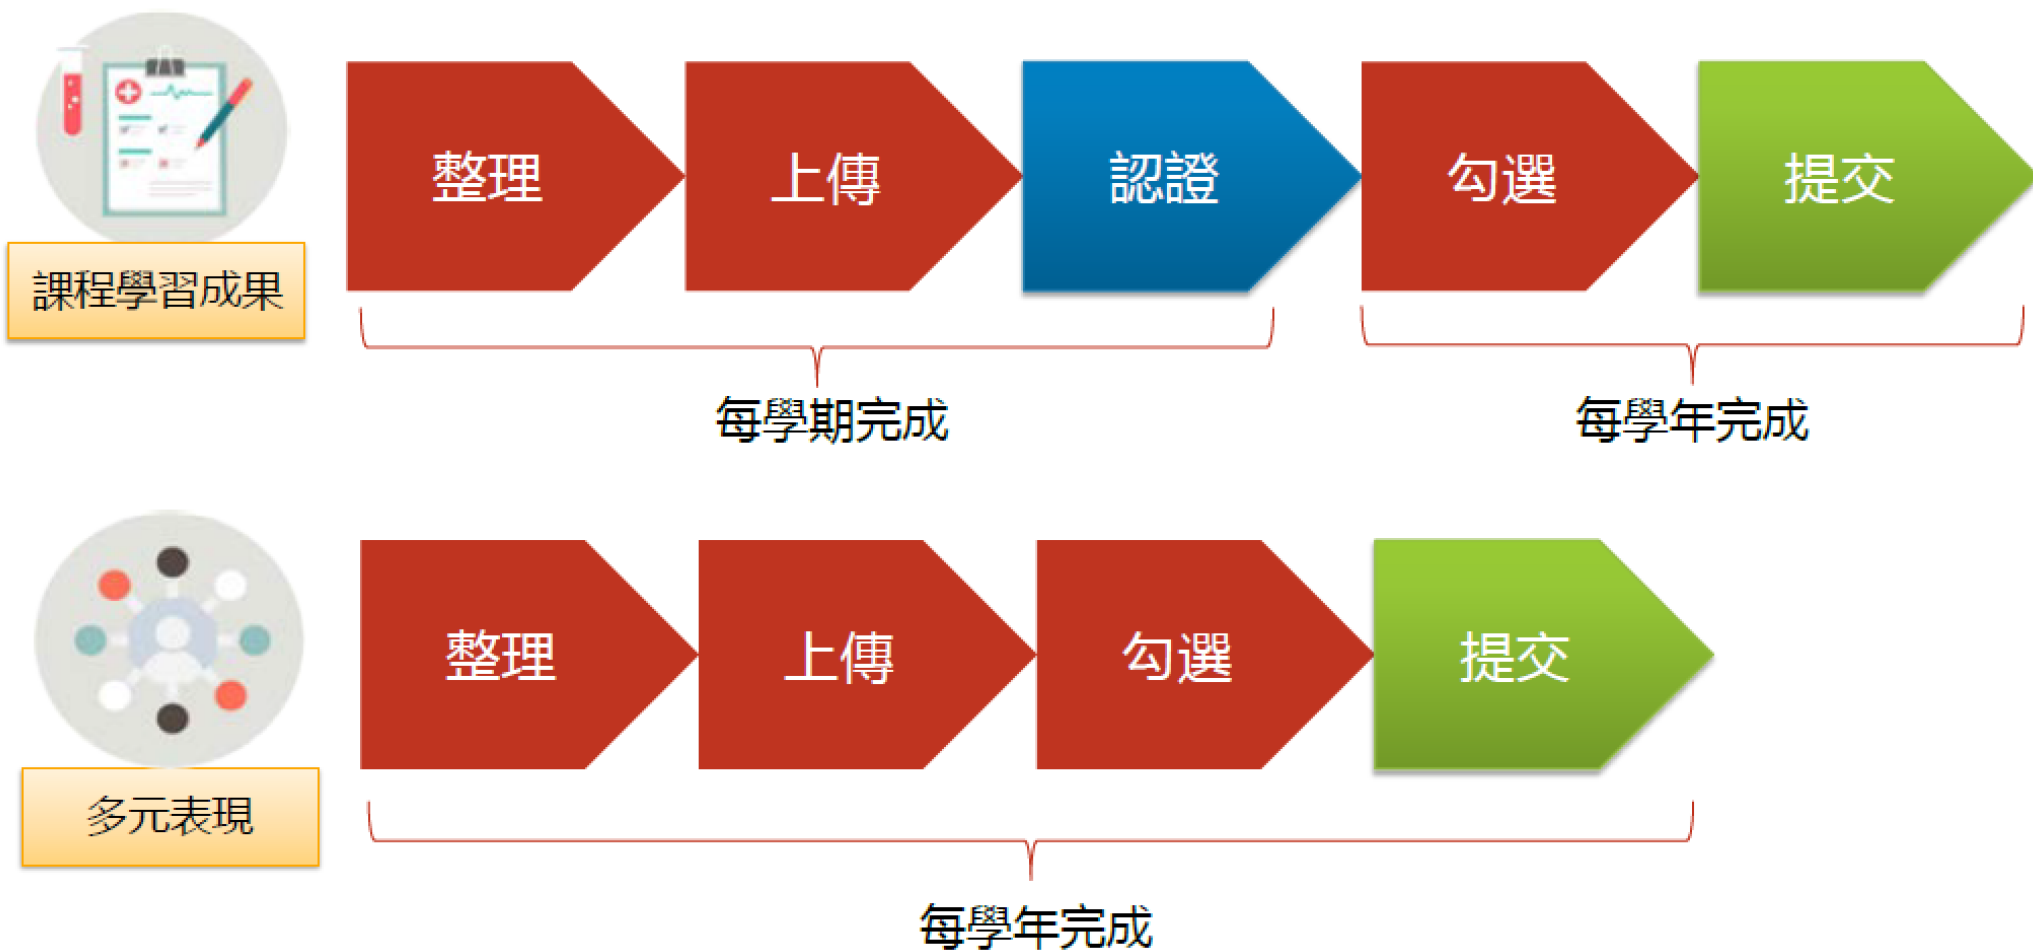 整理
上傳
認證
勾選
提交
課程學習成果
每學期完成
每學年完成
整理
上傳
勾選
提交
多元表現
每學年完成